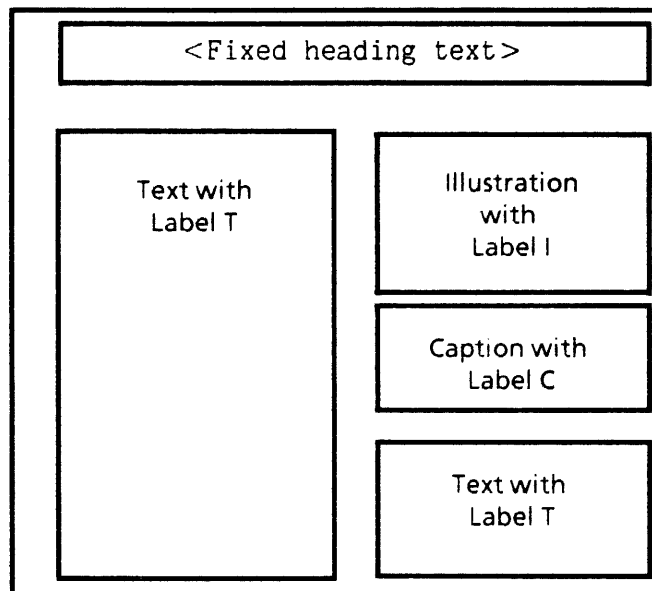 <Fixed heading text>
Text with
Label T
Illustration
with
Label I
Caption with
Label C
Text with
Label T